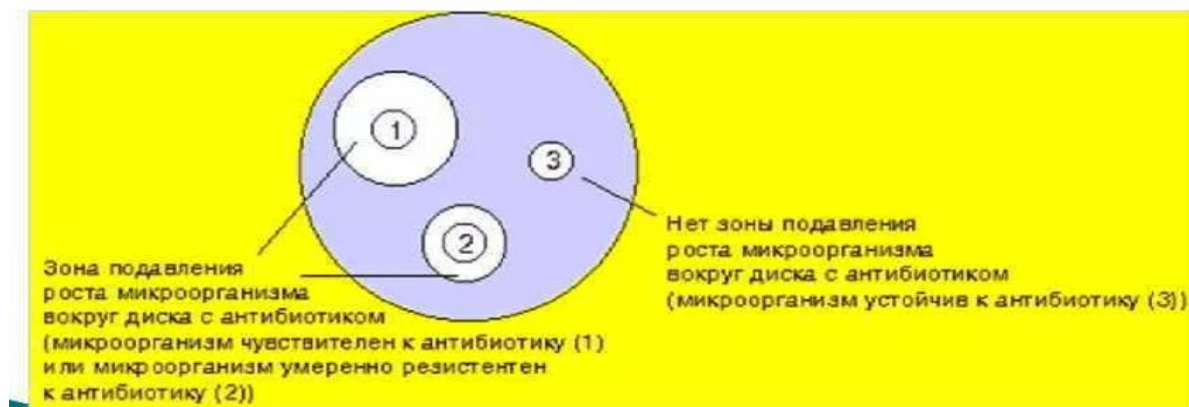 1
3
2
Зона подавления
роста микроорганизма
вокруг диска с антибиотиком
(микроорганизм чувствителен к антибиотику (1)
или микроорганизм умеренно резистентен
к антибиотику (2))
Нет зоны подавления
роста микроорганизма
вокруг диска с антибиотиком
(микроорганизм устойчив к антибиотику (3))